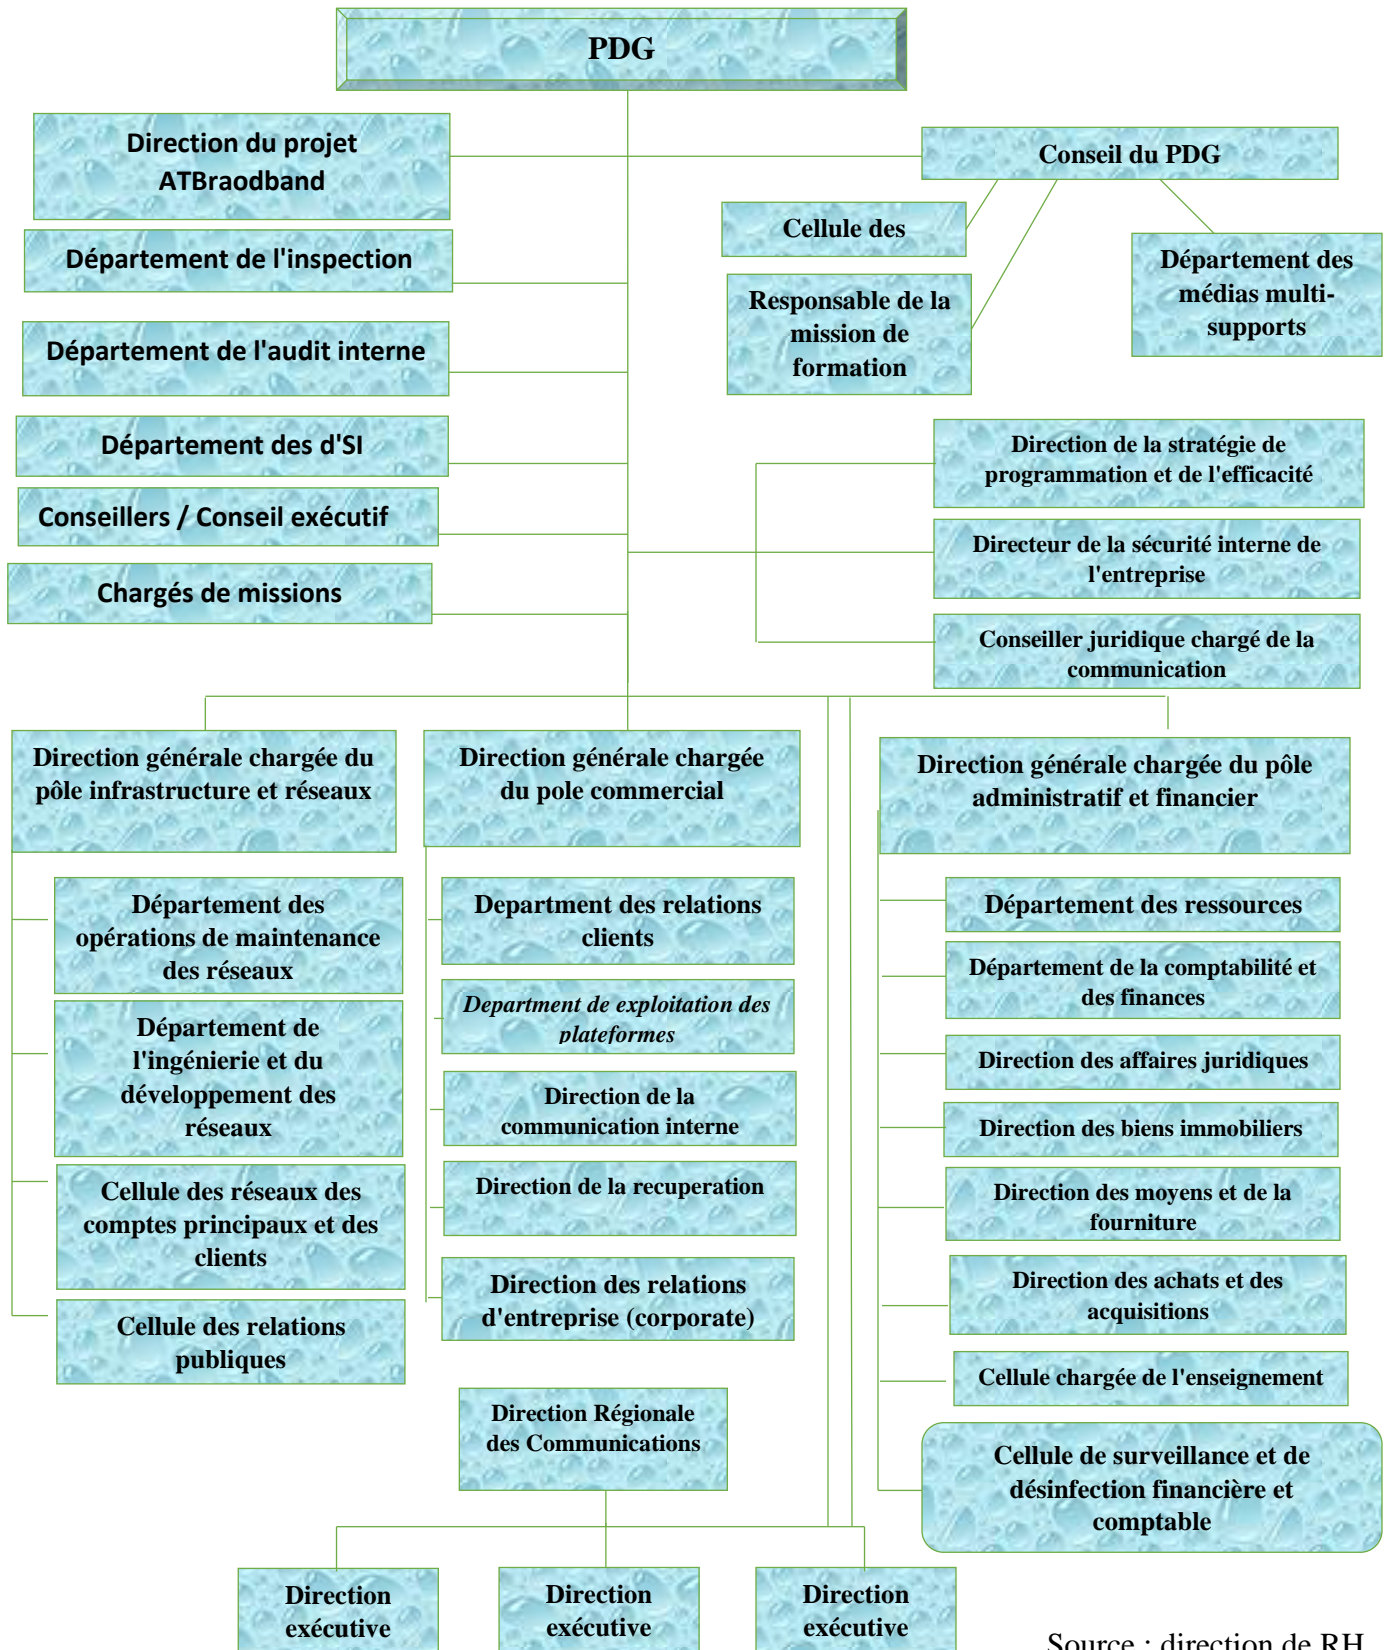 PDG
Direction du projet
ATBraodband
Conseil du PDG
Département de l'inspection
Cellule des
Responsable de la
mission de
formation
Département des
médias multi-
supports
Département de l'audit interne
Département des d'SI
Conseillers / Conseil exécutif
Chargés de missions
Direction de la stratégie de
programmation et de l'efficacité
Directeur de la sécurité interne de
l'entreprise
Conseiller juridique chargé de la
communication
Direction générale chargée du
pôle infrastructure et réseaux
Direction générale chargée
du pole commercial
Direction générale chargée du pôle
administratif et financier
Département des
opérations de maintenance
des réseaux
Département de
l'ingénierie et du
développement des
réseaux
Cellule des réseaux des
comptes principaux et des
clients
Cellule des relations
publiques
Department des relations
clients
Department de exploitation des
plateformes
Direction de la
communication interne
Direction de la recuperation
Direction des relations
d'entreprise (corporate)
Département des ressources
Département de la comptabilité et
des finances
Direction des affaires juridiques
Direction des biens immobiliers
Direction des moyens et de la
fourniture
Direction des achats et des
acquisitions
Cellule chargée de l'enseignement
Cellule de surveillance et de
désinfection financière et
comptable
Direction Régionale
des Communications
Direction
exécutive
Direction
exécutive
Direction
exécutive
Source : direction de RH